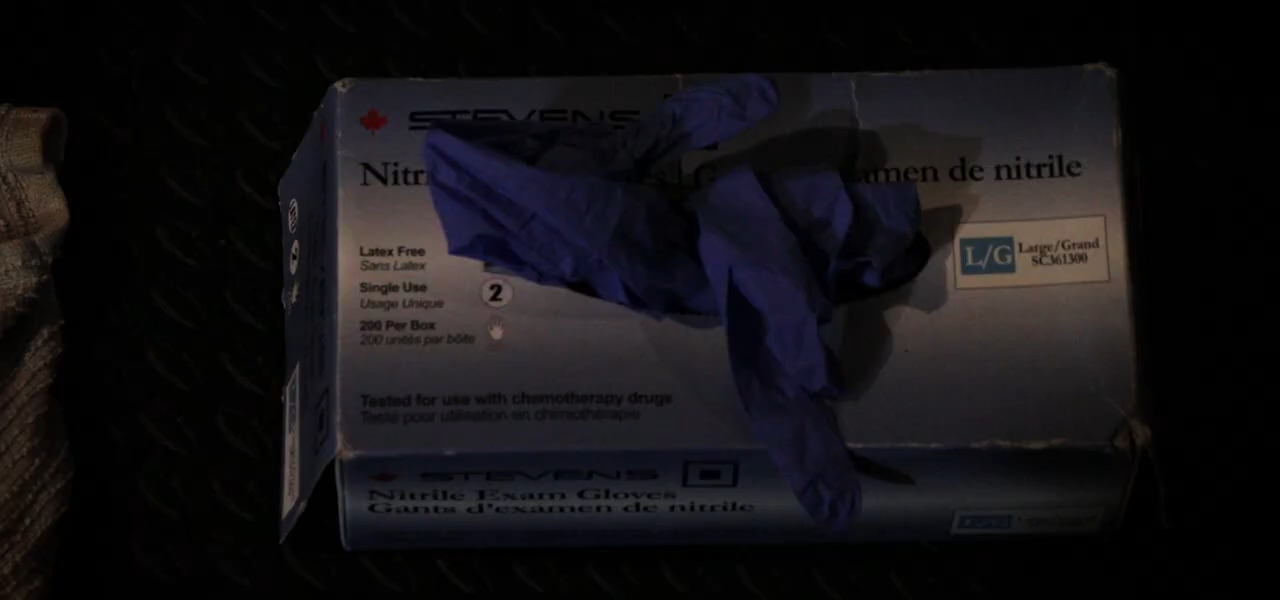 STEVENS
Nitri s G amen de nitrile
Latex Free
Sans Latex
Single Use
Usage Unique
2
200 Per Box
200 unités par boîte
L/G Large/Grand
SC361300
Tested for use with chemotherapy drugs
Testé pour utilisation en chimothérapie
STEVENS
Nitrile Exam Gloves
Gants d'examen de nitrile
L/G